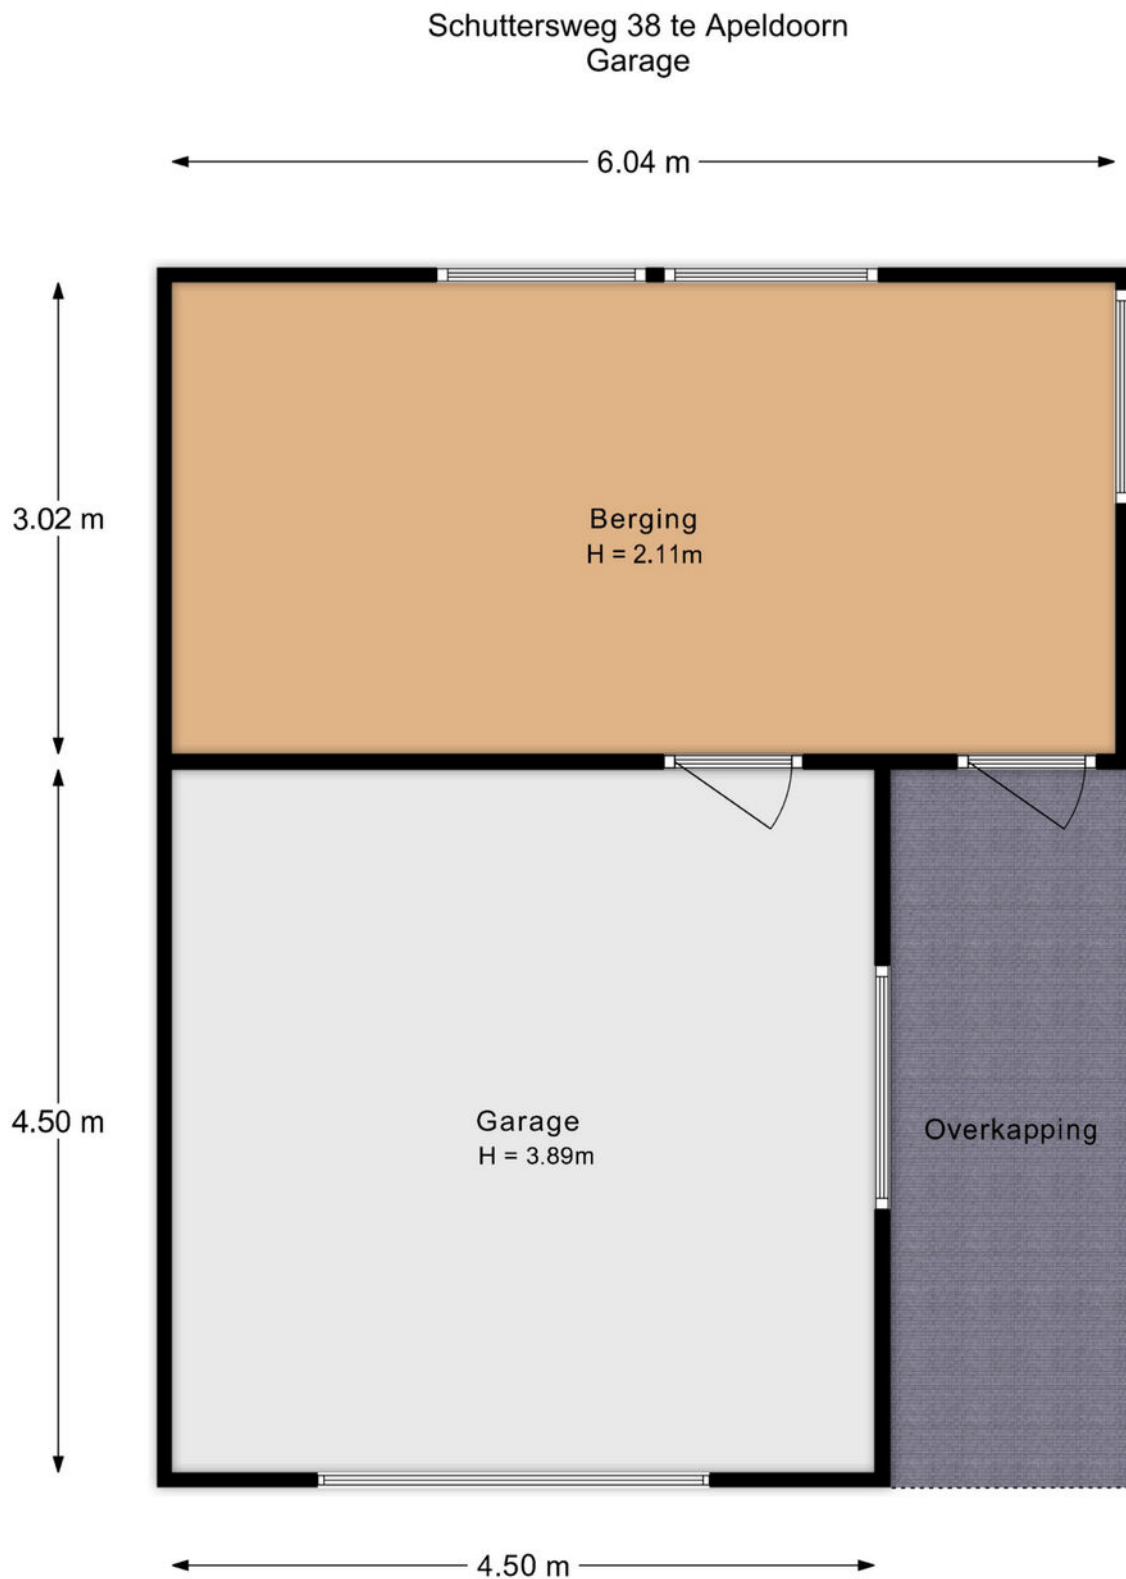 Schuttersweg 38 te Apeldoorn
Garage
6.04 m
3.02 m
Berging
H = 2.11m
4.50 m
Garage
H = 3.89m
Overkapping
4.50 m